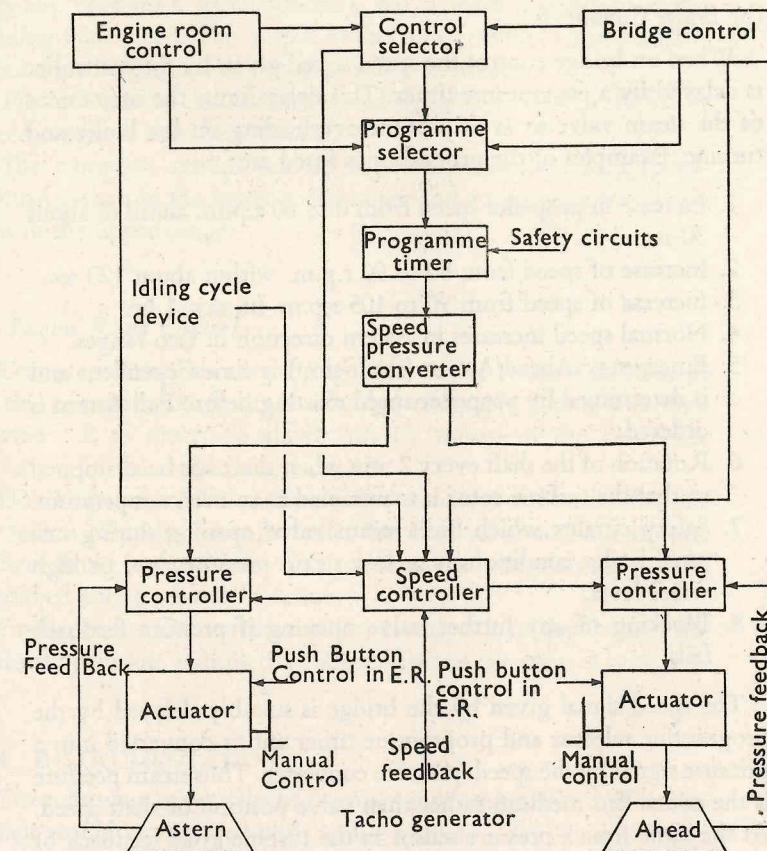 Engine room
control
Control
selector
Bridge control
Programme
selector
Programme
timer
Safety circuits
Idling cycle
device
Speed
pressure
converter
Pressure
controller
Speed
controller
Pressure
controller
Pressure
Feed Back
Push Button
Control in E.R.
Push button
control in
E.R.
Actuator
Actuator
Manual
Control
Speed
feedback
Manual
control
Pressure feedback
Astern
Tacho generator
Ahead